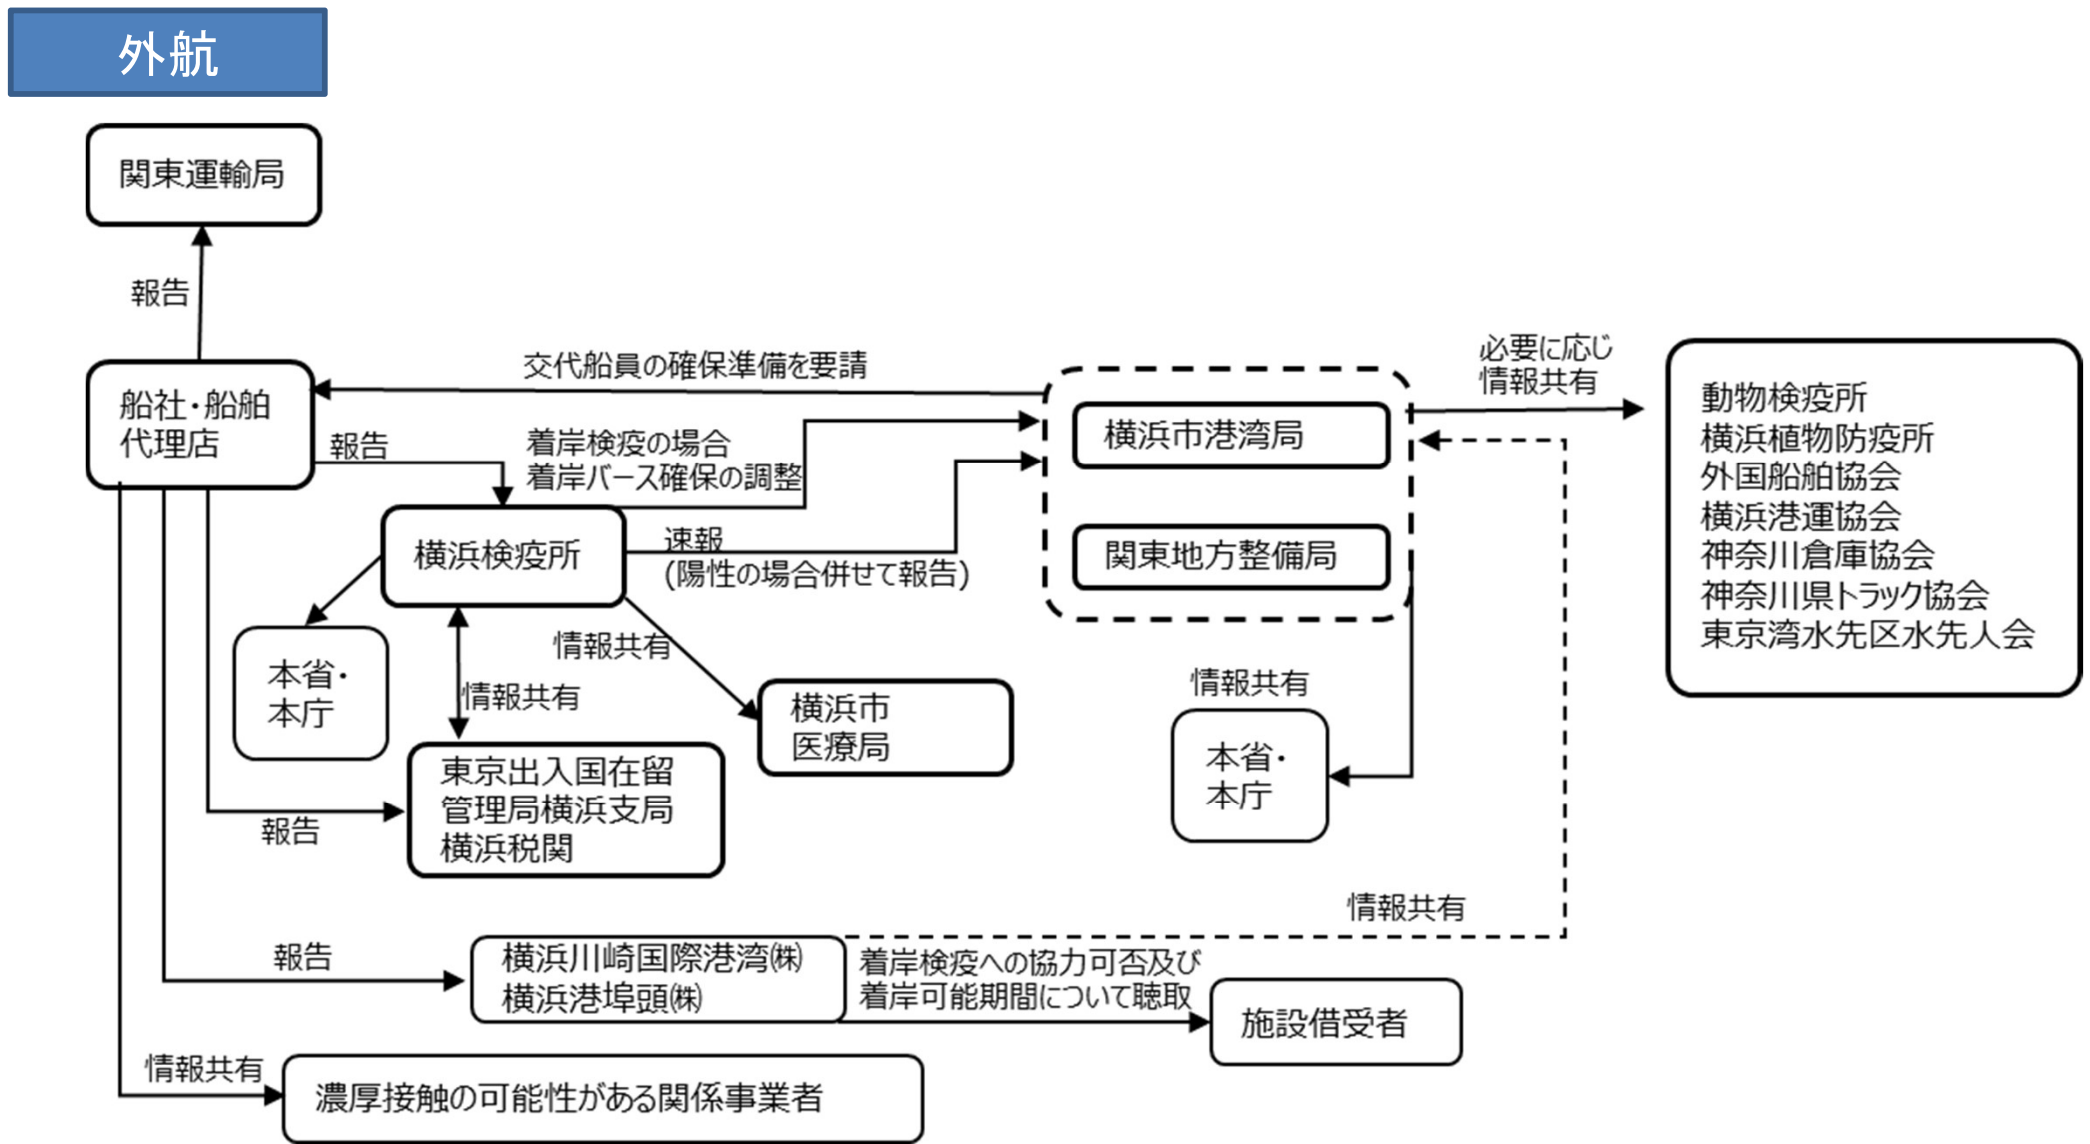 外航
関東運輸局
報告
船社・船舶
代理店
交代船員の確保準備を要請
報告
着岸検疫の場合
着岸バース確保の調整
横浜検疫所
速報
(陽性の場合併せて報告)
横浜市港湾局
関東地方整備局
必要に応じ
情報共有
動物検疫所
横浜植物防疫所
外国船舶協会
横浜港運協会
神奈川倉庫協会
神奈川県トラック協会
東京湾水先区水先人会
本省・
本庁
情報共有
情報共有
横浜市
医療局
東京出入国在留
管理局横浜支局
横浜税関
報告
情報共有
本省・
本庁
情報共有
報告
横浜川崎国際港湾㈱
横浜港埠頭㈱
着岸検疫への協力可否及び
着岸可能期間について聴取
施設借受者
情報共有
濃厚接触の可能性がある関係事業者